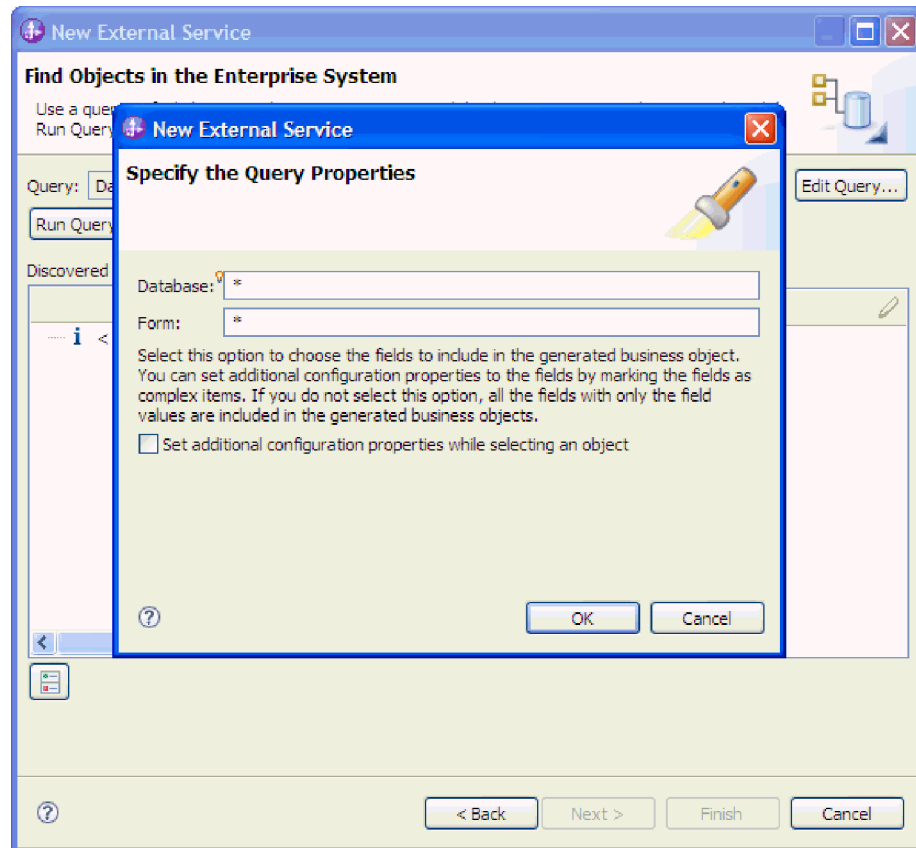 New External Service
Find Objects in the Enterprise System
Use a que
Run Query
Query: Da
Edit Query...
Run Query
Discovered
i <
New External Service
Specify the Query Properties
Database: *
Form: *
Select this option to choose the fields to include in the generated business object.
You can set additional configuration properties to the fields by marking the fields as
complex items. If you do not select this option, all the fields with only the field
values are included in the generated business objects.
Set additional configuration properties while selecting an object
? OK Cancel
? < Back Next > Finish Cancel